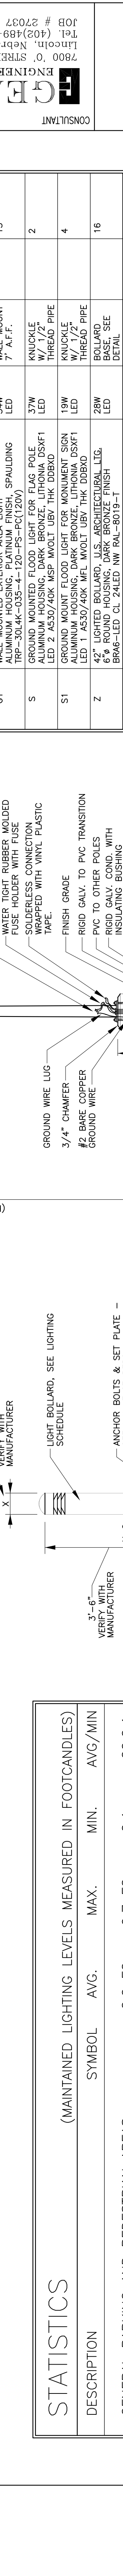 CONSULTANT
GE
ENGINEE
7800 'O' STREE
Lincoln, Nebr
Tel. (402)489
JOB # 27037
LED
7' A.F.F.
ALUMINUM HOUSING, PLATINUM FINISH, SPAULDING
TRP-30L4K-035-4-120-PS-PC(120V)
S
GROUND MOUNTED FLOOD LIGHT FOR FLAG POLE
ALUMINUM HOUSING, DARK BRONZE, LITHONIA DSXF1
LED 2 A530/40K MSP MVOLT UBV THK DDBXD
37W
LED
KNUCKLE
W/ 1/2"
THREAD PIPE
2
S1
GROUND MOUNT FLOOD LIGHT FOR MONUMENT SIGN
ALUMINUM HOUSING, DARK BRONZE, LITHONIA DSXF1
LED 1 A530/40K MFL MVOLT UBV THK DDBXD
19W
LED
KNUCKLE
W/ 1/2"
THREAD PIPE
4
Z
42" LIGHTED BOLLARD, U.S. ARCHITECTURAL LTG.
6"ø ROUND HOUSING, DARK BRONZE FINISH
BRA6-LED CL 24LED NW RAL-8019-T
28W
LED
BOLLARD
BASE, SEE
DETAIL
16
WATER TIGHT RUBBER MOLDED
FUSE HOLDER WITH FUSE
SOLDERLESS CONNECTION
WRAPPED WITH VINYL PLASTIC
TAPE.
FINISH GRADE
RIGID GALV. TO PVC TRANSITION
PVC TO OTHER POLES
RIGID GALV. COND. WITH
INSULATING BUSHING
GROUND WIRE LUG
3/4" CHAMFER
#2 BARE COPPER
GROUND WIRE
VERIFY WITH
MANUFACTURER
X
LIGHT BOLLARD, SEE LIGHTING
SCHEDULE
3'-6"
VERIFY WITH
MANUFACTURER
ANCHOR BOLTS & SET PLATE -
STATISTICS
(MAINTAINED LIGHTING LEVELS MEASURED IN FOOTCANDLES)
DESCRIPTION SYMBOL AVG. MAX. MIN. AVG/MIN